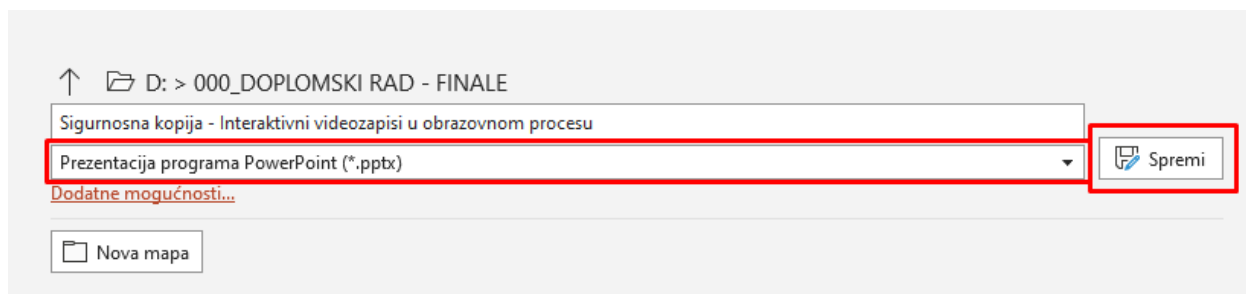 D: > 000_DOPLOMSKI RAD - FINALE
Sigurnosna kopija - Interaktivni videozapisi u obrazovnom procesu
Prezentacija programa PowerPoint (*.pptx)
Spremi
Dodatne mogućnosti...
Nova mapa